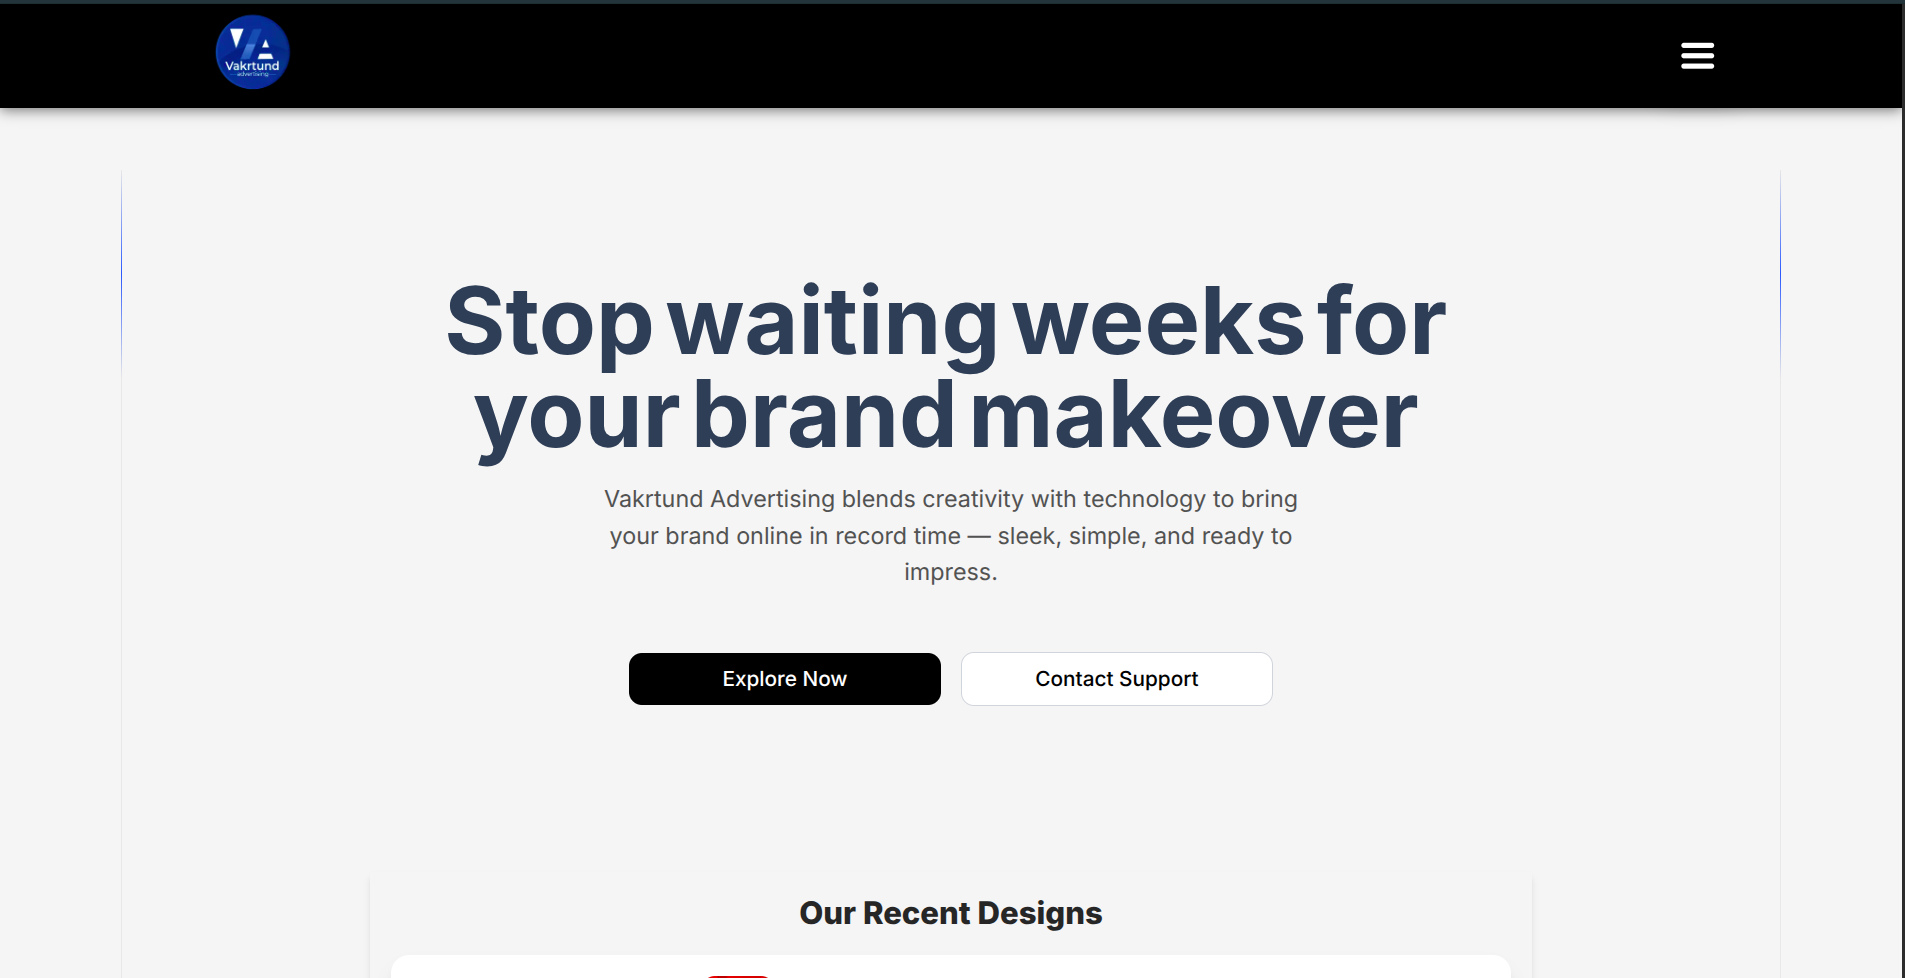 VA
Vakrtund
advertising
Stop waiting weeks for
your brand makeover
Vakrtund Advertising blends creativity with technology to bring
your brand online in record time — sleek, simple, and ready to
impress.
Explore Now
Contact Support
Our Recent Designs